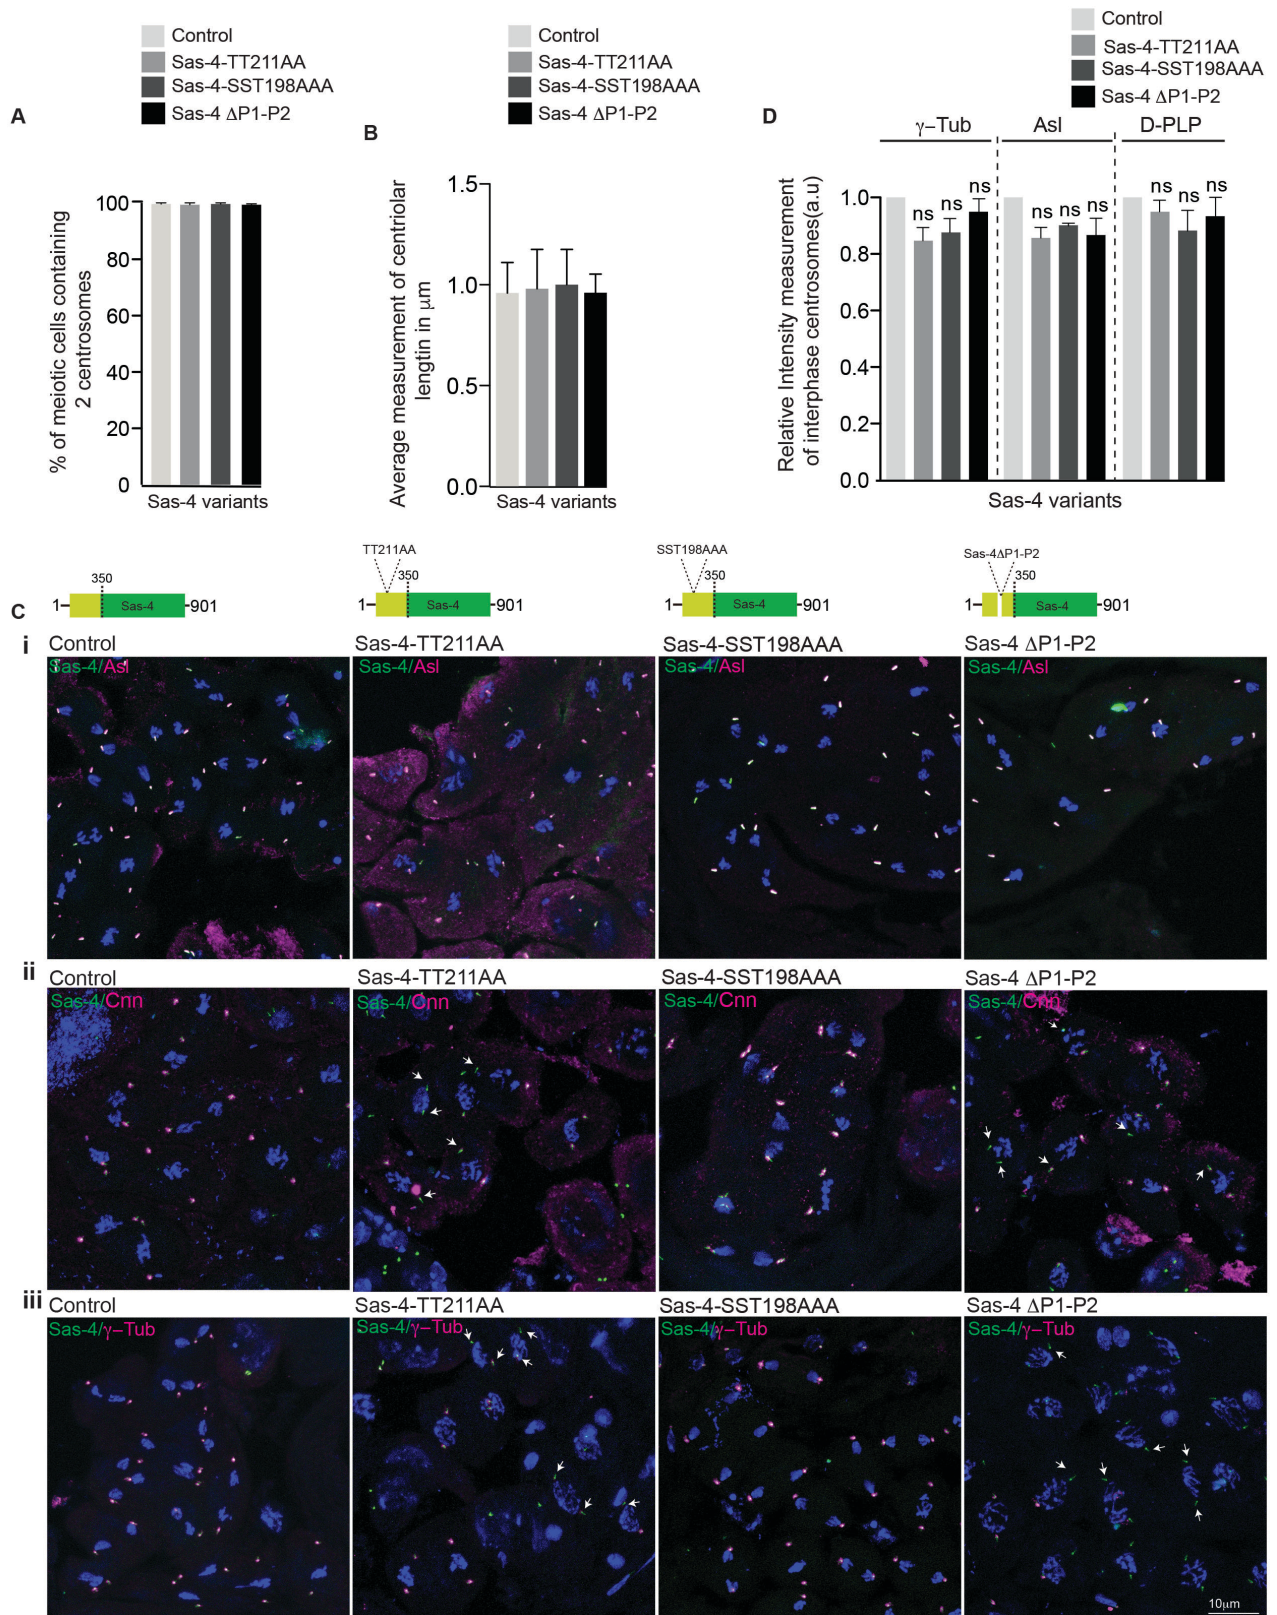 Control
Sas-4-TT211AA
Sas-4-SST198AAA
Sas-4 ΔP1-P2
A
% of meiotic cells containing
2 centrosomes
100
80
60
40
20
0
Sas-4 variants
Control
Sas-4-TT211AA
Sas-4-SST198AAA
Sas-4 ΔP1-P2
B
Average measurement of centriolar
lengtin in μm
1.5
1.0
0.5
0.0
Sas-4 variants
Control
Sas-4-TT211AA
Sas-4-SST198AAA
Sas-4 ΔP1-P2
D
γ–Tub Asl D-PLP
Relative Intensity measurement
of interphase centrosomes(a.u)
1.0
0.8
0.6
0.4
0.2
0.0
ns ns ns ns ns ns ns ns ns
Sas-4 variants
C
350
1 Sas-4 901
TT211AA
350
1 Sas-4 901
SST198AAA
350
1 Sas-4 901
Sas-4ΔP1-P2
350
1 Sas-4 901
i
Control Sas-4-TT211AA Sas-4-SST198AAA Sas-4 ΔP1-P2
Sas-4/Asl Sas-4/Asl Sas-4/Asl Sas-4/Asl
ii
Control Sas-4-TT211AA Sas-4-SST198AAA Sas-4 ΔP1-P2
Sas-4/Cnn Sas-4/Cnn Sas-4/Cnn Sas-4/Cnn
iii
Control Sas-4-TT211AA Sas-4-SST198AAA Sas-4 ΔP1-P2
Sas-4/γ–Tub Sas-4/γ–Tub Sas-4/γ–Tub Sas-4/γ–Tub
10μm